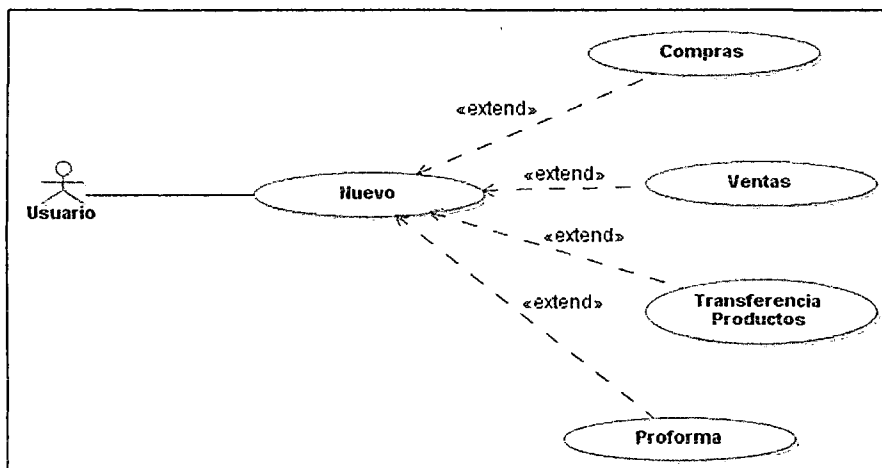 Compras
«extend»
«extend»
Nuevo
Ventas
Usuario
«extend»
«extend»
Transferencia
Productos
Proforma